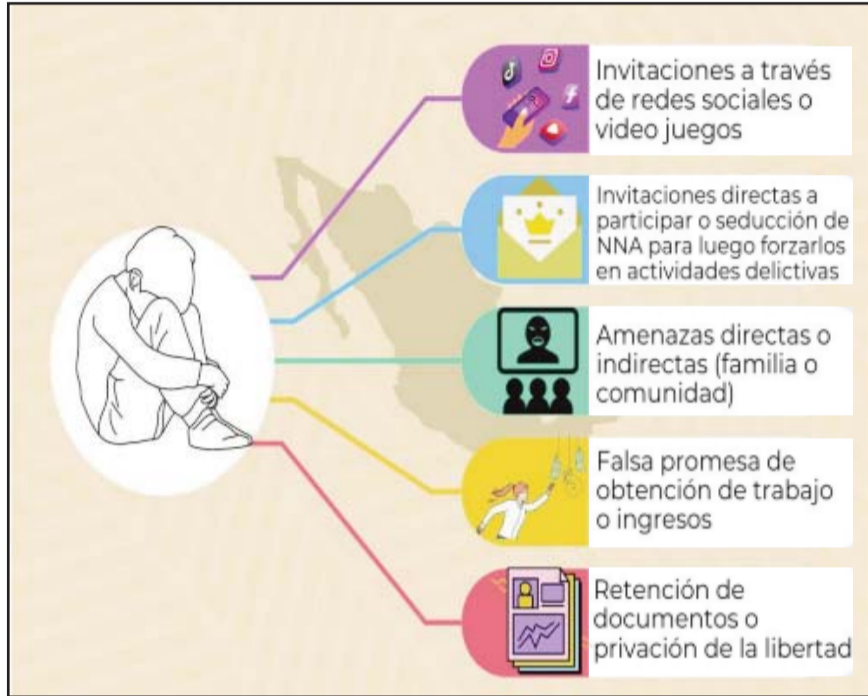 Invitaciones a través
de redes sociales o
video juegos
Invitaciones directas a
participar o seducción de
NNA para luego forzarlos
en actividades delictivas
Amenazas directas o
indirectas (familia o
comunidad)
Falsa promesa de
obtención de trabajo
o ingresos
Retención de
documentos o
privación de la libertad